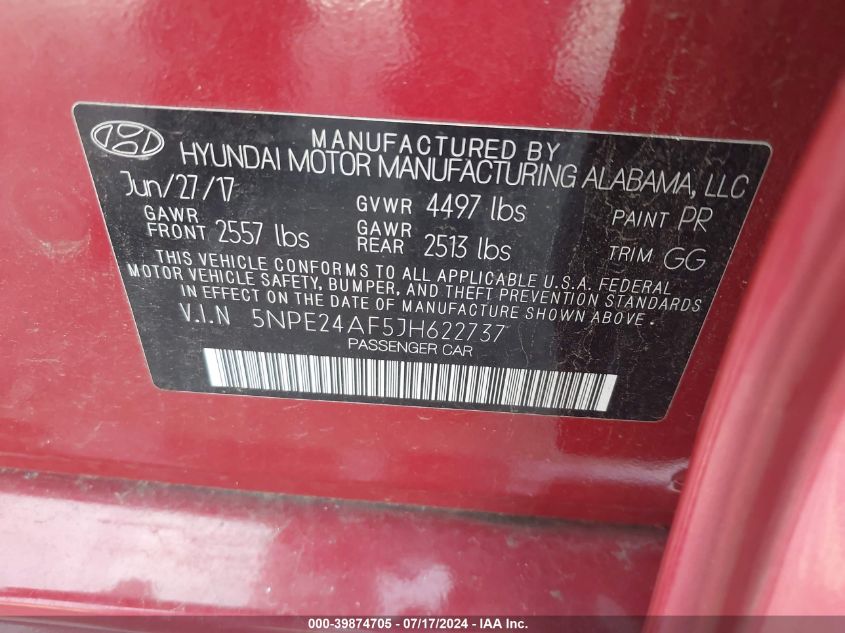 MANUFACTURED BY
HYUNDAI MOTOR MANUFACTURING ALABAMA, LLC
Jun/27/17 GVWR 4497 lbs PAINT PR
GAWR FRONT 2557 lbs GAWR REAR 2513 lbs TRIM GG
THIS VEHICLE CONFORMS TO ALL APPLICABLE U.S.A. FEDERAL
MOTOR VEHICLE SAFETY, BUMPER, AND THEFT PREVENTION STANDARDS
IN EFFECT ON THE DATE OF MANUFACTURE SHOWN ABOVE.
V.I.N 5NPE24AF5JH622737
PASSENGER CAR
000-39874705 / 07/17/2024 - IAA Inc.